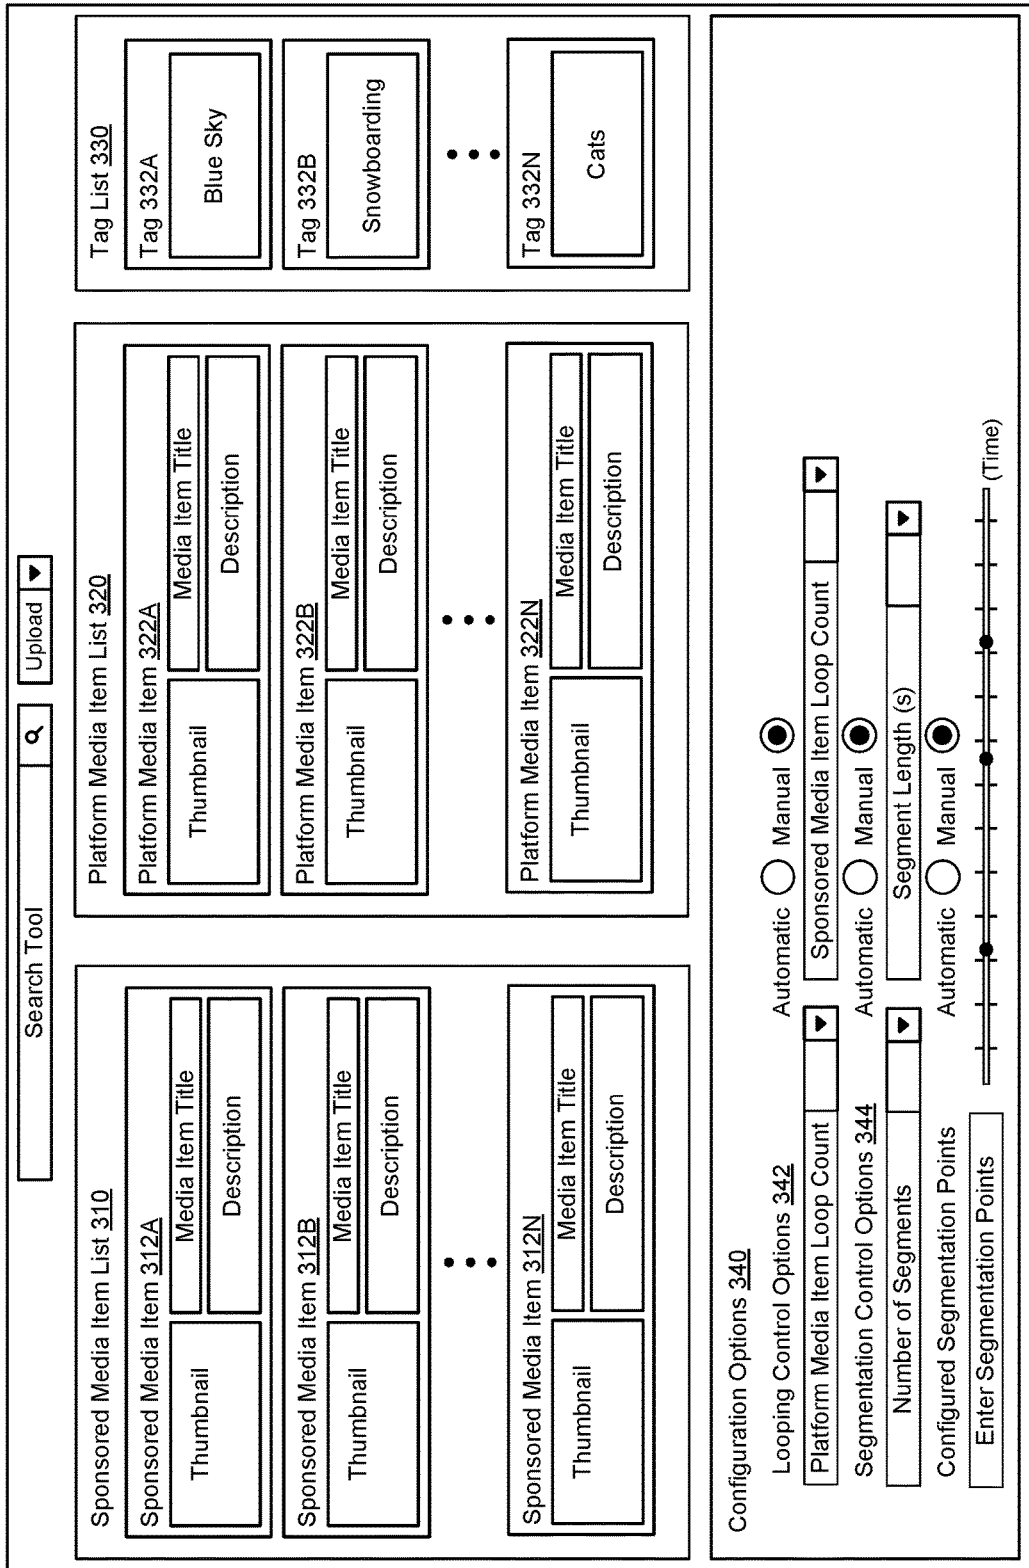 Search Tool
Upload
Sponsored Media Item List 310
Sponsored Media Item 312A
Thumbnail
Media Item Title
Description
Sponsored Media Item 312B
Thumbnail
Media Item Title
Description
Sponsored Media Item 312N
Thumbnail
Media Item Title
Description
Platform Media Item List 320
Platform Media Item 322A
Thumbnail
Media Item Title
Description
Platform Media Item 322B
Thumbnail
Media Item Title
Description
Platform Media Item 322N
Thumbnail
Media Item Title
Description
Tag List 330
Tag 332A
Blue Sky
Tag 332B
Snowboarding
Tag 332N
Cats
Configuration Options 340
Looping Control Options 342 Automatic Manual
Platform Media Item Loop Count Sponsored Media Item Loop Count
Segmentation Control Options 344 Automatic Manual
Number of Segments Segment Length (s)
Configured Segmentation Points Automatic Manual
Enter Segmentation Points (Time)